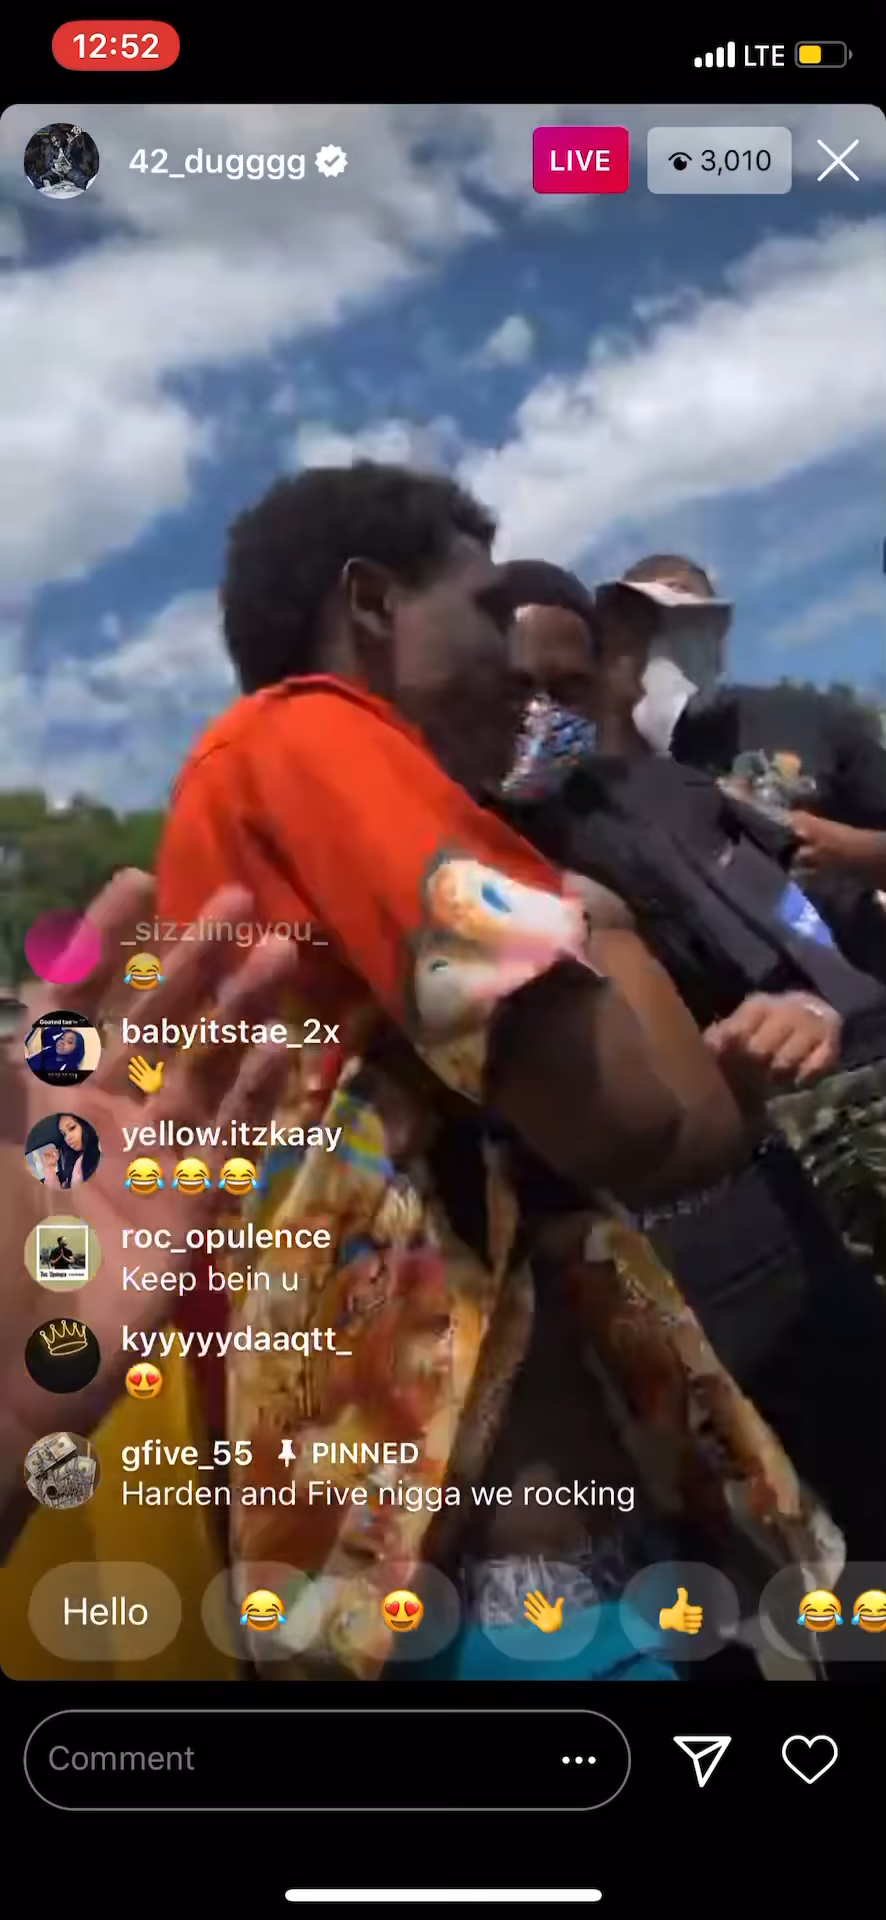 12:52
LTE
42_dugggg
LIVE
3,010
_sizzlingyou_
😂
babyitstae_2x
👋
yellow.itzkaay
😂😂😂
roc_opulence
Keep bein u
kyyyyydaaqtt_
😍
gfive_55 PINNED
Harden and Five nigga we rocking
Hello 😂 😍 👋 👍 😂😂
Comment